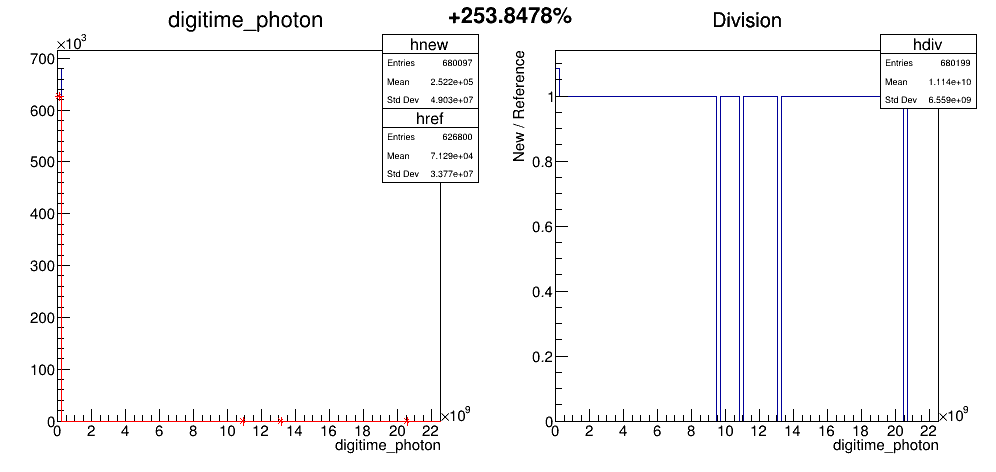 +253.8478%
digitime_photon
×10³
hnew
Entries 680097
Mean 2.522e+05
Std Dev 4.903e+07
href
Entries 626800
Mean 7.129e+04
Std Dev 3.377e+07
700
600
500
400
300
200
100
0
0 2 4 6 8 10 12 14 16 18 20 22
×10⁹
digitime_photon
Division
hdiv
Entries 680199
Mean 1.114e+10
Std Dev 6.559e+09
New / Reference
1
0.8
0.6
0.4
0.2
0
0 2 4 6 8 10 12 14 16 18 20 22
×10⁹
digitime_photon